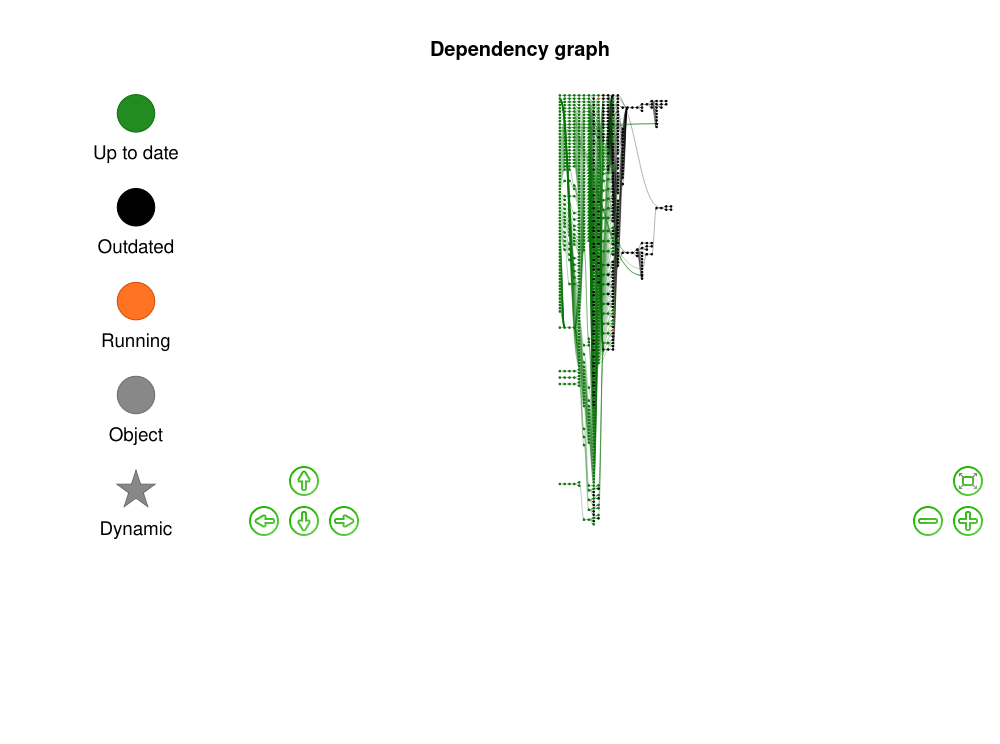 Dependency graph
Up to date
Outdated
Running
Object
Dynamic